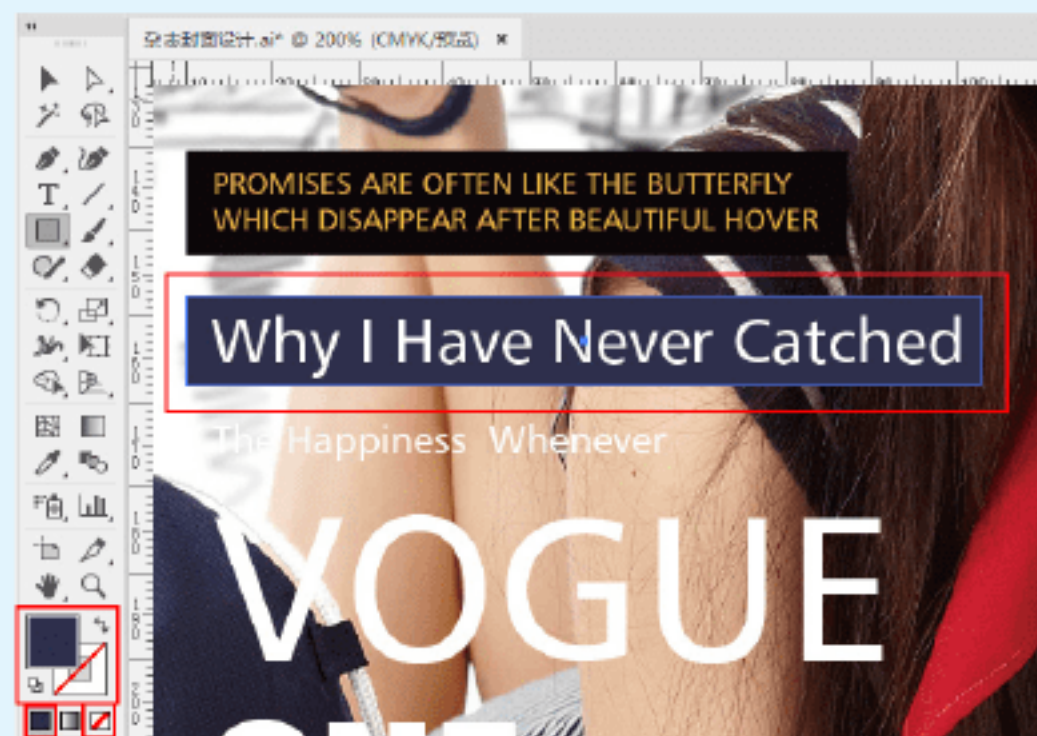 杂志封面设计.ai* @ 200% (CMYK/预览)
PROMISES ARE OFTEN LIKE THE BUTTERFLY
WHICH DISAPPEAR AFTER BEAUTIFUL HOVER
Why I Have Never Catched
The Happiness Whenever
VOGUE